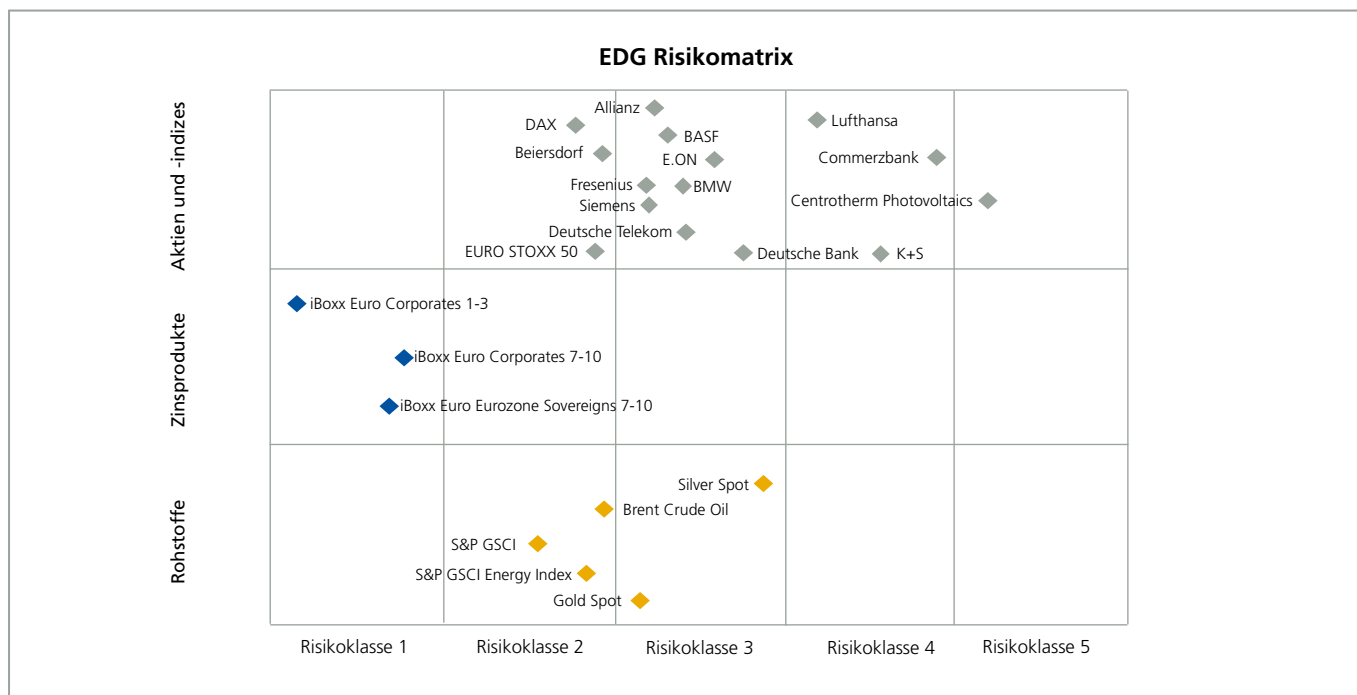 EDG Risikomatrix
Aktien und -indizes
Allianz
DAX
Lufthansa
BASF
Beiersdorf
E.ON
Commerzbank
Fresenius
BMW
Siemens
Centrotherm Photovoltaics
Deutsche Telekom
EURO STOXX 50
Deutsche Bank
K+S
Zinsprodukte
iBoxx Euro Corporates 1-3
iBoxx Euro Corporates 7-10
iBoxx Euro Eurozone Sovereigns 7-10
Rohstoffe
Silver Spot
Brent Crude Oil
S&P GSCI
S&P GSCI Energy Index
Gold Spot
Risikoklasse 1
Risikoklasse 2
Risikoklasse 3
Risikoklasse 4
Risikoklasse 5